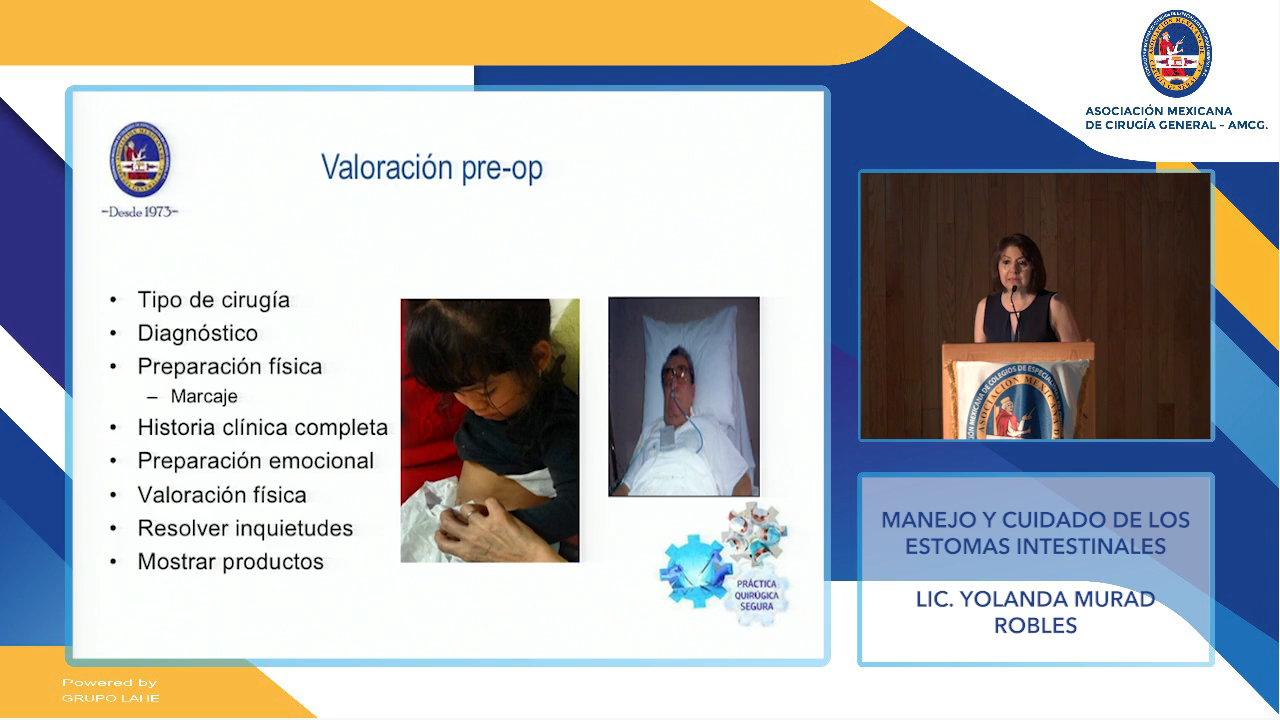 ASOCIACIÓN MEXICANA
DE CIRUGÍA GENERAL - AMCG.
Desde 1973
Valoración pre-op
• Tipo de cirugía
• Diagnóstico
• Preparación física
– Marcaje
• Historia clínica completa
• Preparación emocional
• Valoración física
• Resolver inquietudes
• Mostrar productos
PRÁCTICA
QUIRÚGICA
SEGURA
MANEJO Y CUIDADO DE LOS
ESTOMAS INTESTINALES
LIC. YOLANDA MURAD
ROBLES
Powered by
GRUPO LAHE